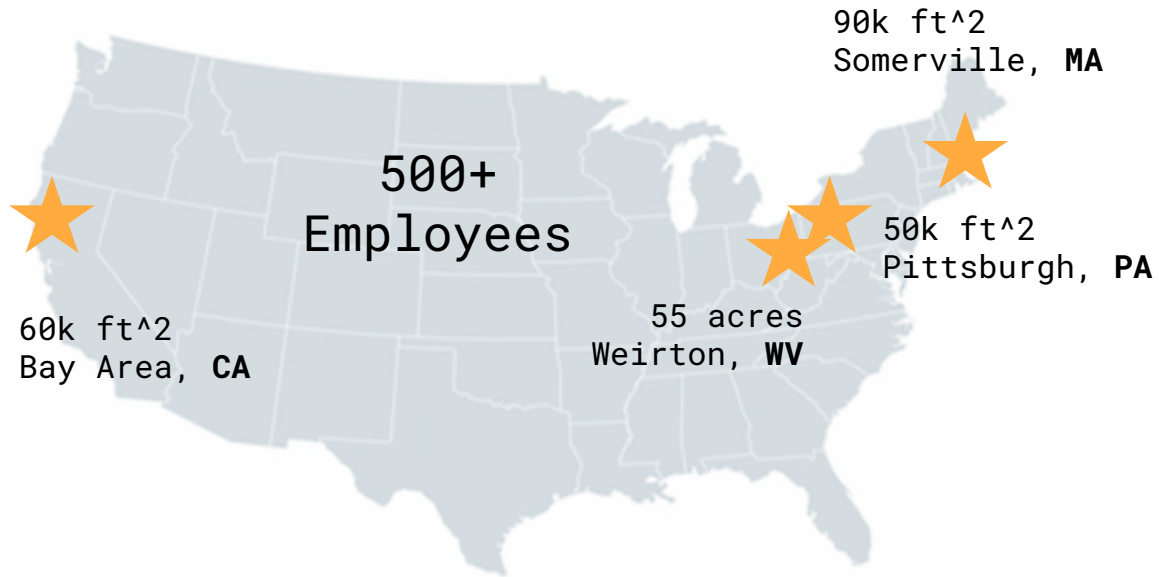 90k ft^2
Somerville, MA
500+
Employees
50k ft^2
Pittsburgh, PA
55 acres
Weirton, WV
60k ft^2
Bay Area, CA